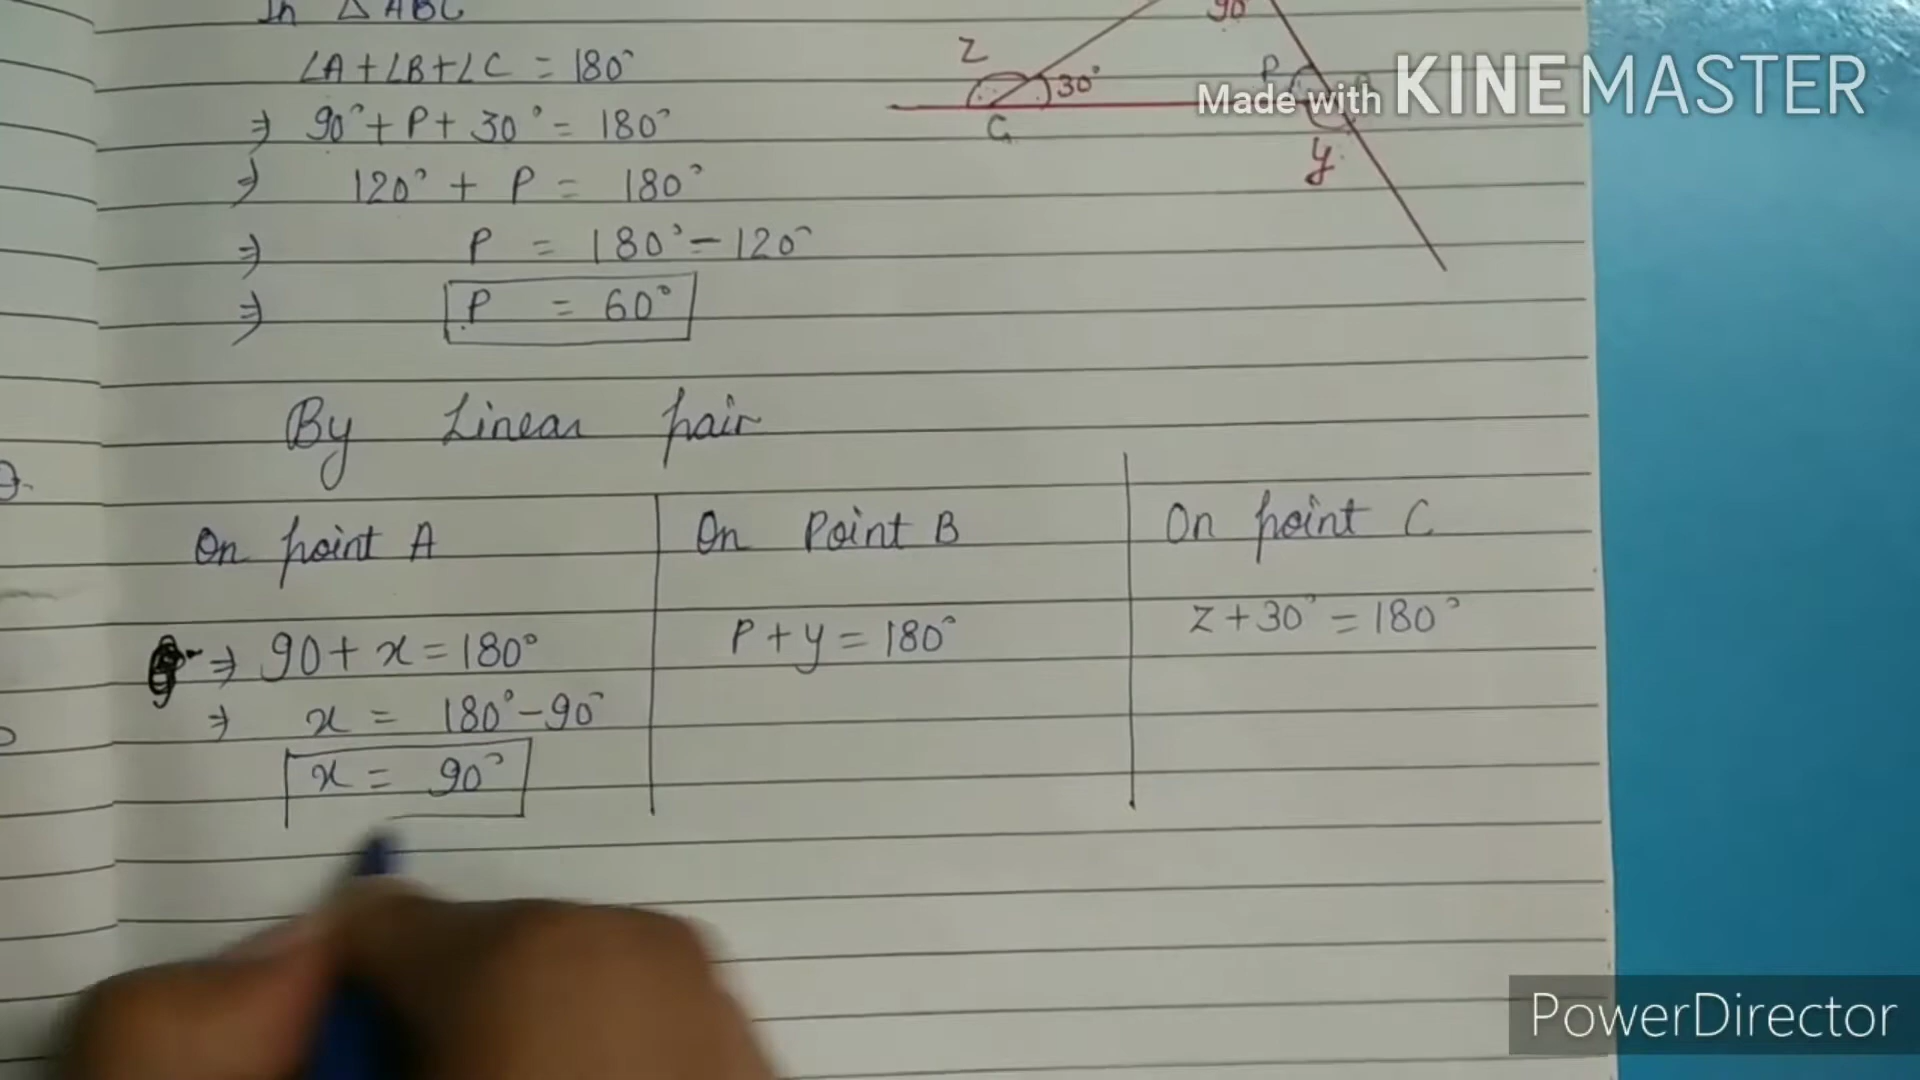 In △ABC
∠A+∠B+∠C = 180°
⇒ 90°+ P + 30° = 180°
⇒ 120° + P = 180°
⇒ P = 180° – 120°
⇒ P = 60°
90
z
30°
P
C
y
Made with KINEMASTER
By Linear pair
On point A
⇒ 90 + x = 180°
⇒ x = 180° – 90°
x = 90°
On Point B
P + y = 180°
On point C
z + 30° = 180°
PowerDirector